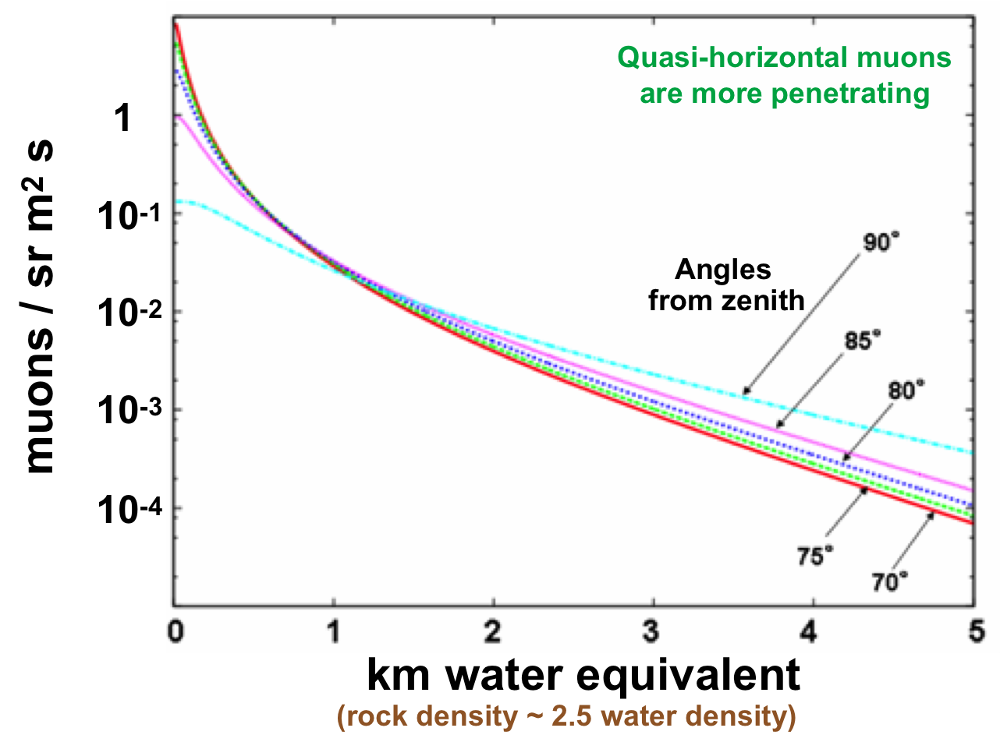 Quasi-horizontal muons
are more penetrating
muons / sr m² s
1
10-1
10-2
10-3
10-4
Angles
from zenith
90°
85°
80°
75°
70°
0 1 2 3 4 5
km water equivalent
(rock density ~ 2.5 water density)